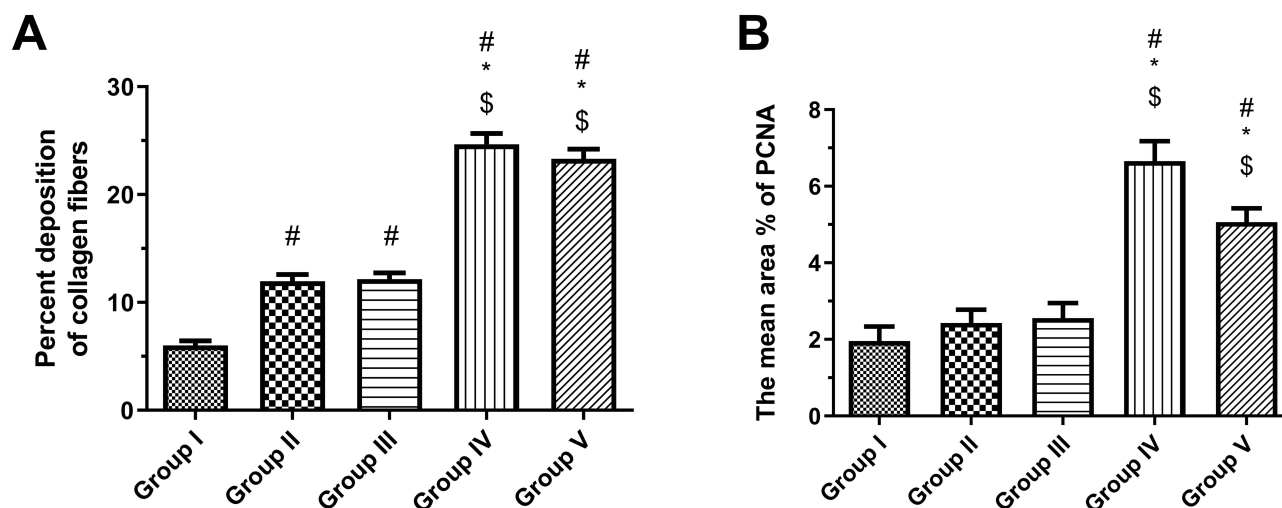 A
Percent deposition
of collagen fibers
30
20
10
0
#
#
#
*
$
#
*
$
Group I
Group II
Group III
Group IV
Group V
B
The mean area % of PCNA
8
6
4
2
0
#
*
$
#
*
$
Group I
Group II
Group III
Group IV
Group V